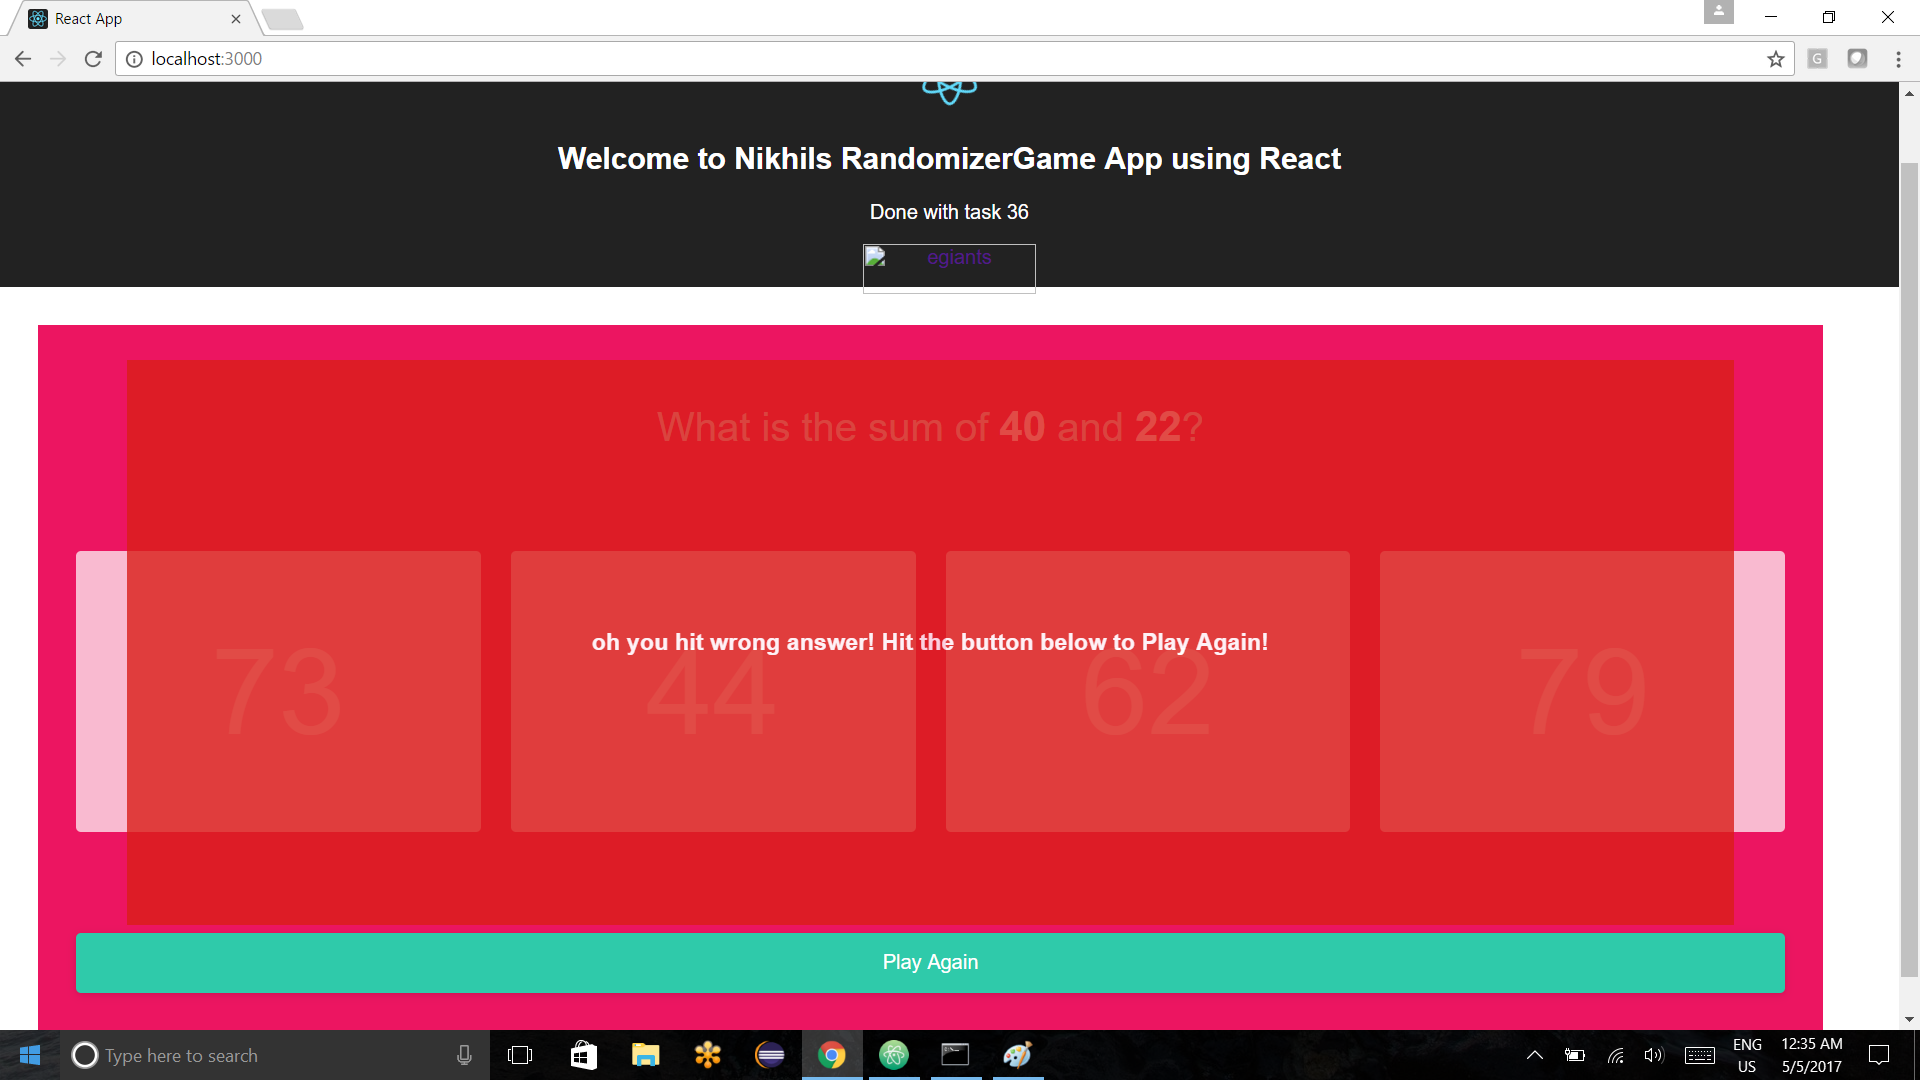 React App
localhost:3000
G
Welcome to Nikhils RandomizerGame App using React
Done with task 36
egiants
What is the sum of 40 and 22?
oh you hit wrong answer! Hit the button below to Play Again!
73 44 62 79
Play Again
Type here to search
ENG 12:35 AM
US 5/5/2017